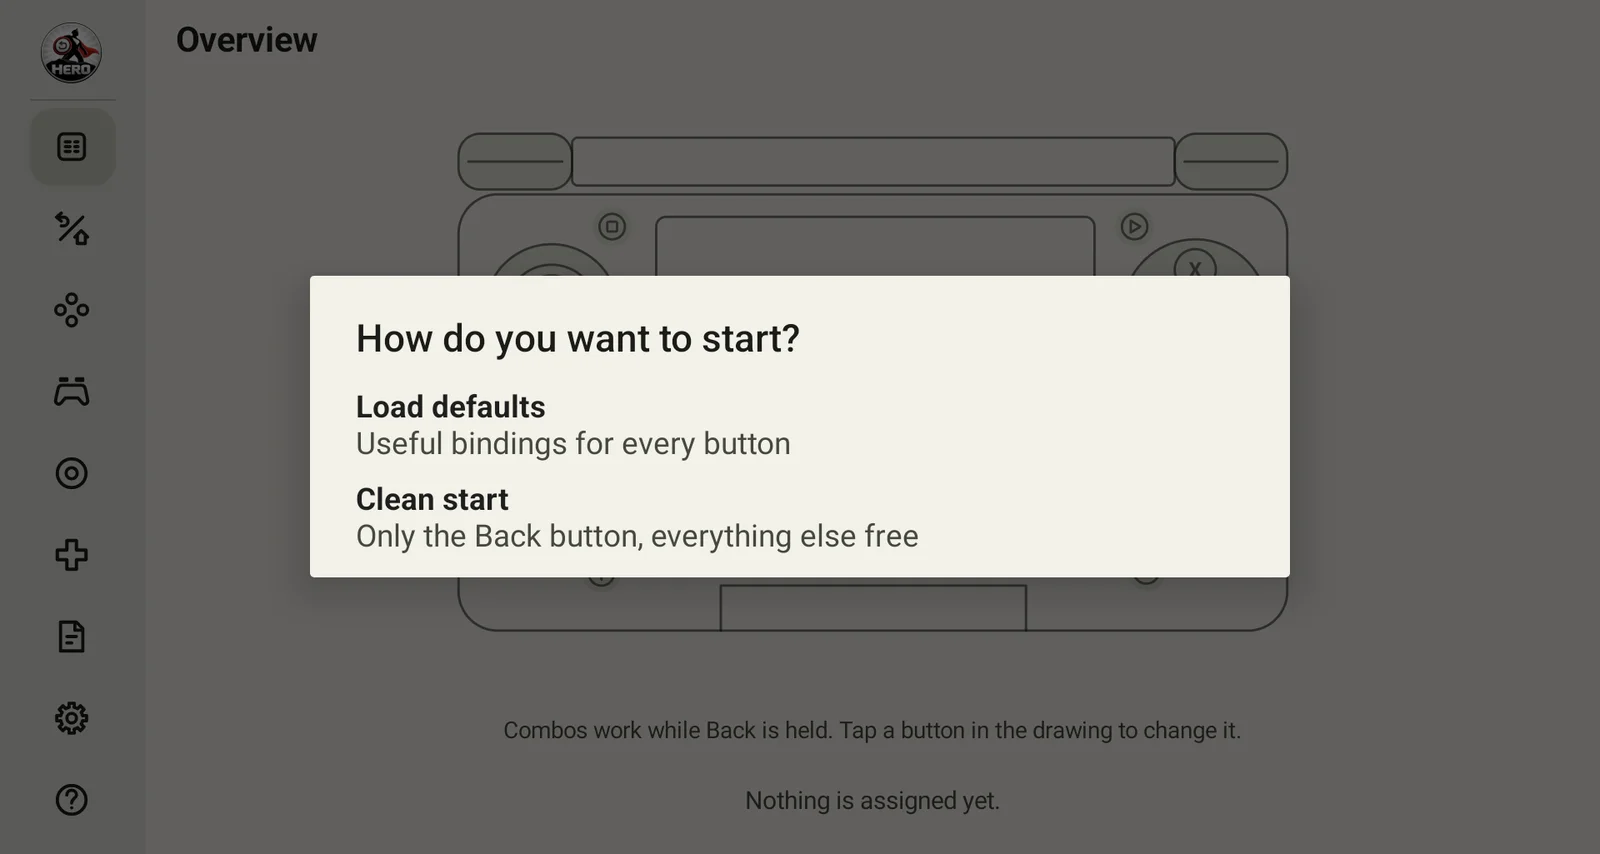 HERO
Overview
X
How do you want to start?
Load defaults
Useful bindings for every button
Clean start
Only the Back button, everything else free
Combos work while Back is held. Tap a button in the drawing to change it.
Nothing is assigned yet.